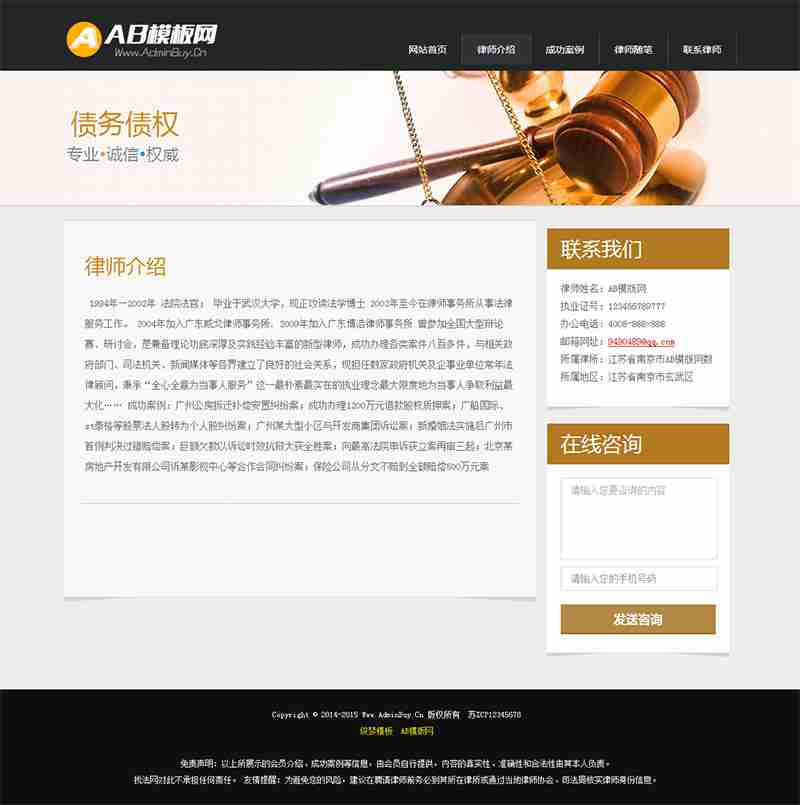 AB模板网
Www.AdminBuy.Cn
网站首页 律师介绍 成功案例 律师随笔 联系律师
债务债权
专业·诚信·权威
律师介绍
1994年—2002年 法院法官； 毕业于武汉大学，现正攻读法学博士 2003年至今在律师事务所从事法律
服务工作。 2004年加入广东威戈律师事务所、2009年加入广东博浩律师事务所 曾参加全国大型辩论
赛、研讨会，是兼备理论功底深厚及实践经验丰富的新型律师，成功办理各类案件八百多件，与相关政
府部门、司法机关、新闻媒体等各界建立了良好的社会关系，现担任数家政府机关及企事业单位常年法
律顾问，秉承“全心全意为当事人服务”这一最朴素最实在的执业理念最大限度地为当事人争取利益最
大化…… 成功案例：广州公房拆迁补偿安置纠纷案；成功办理1200万元借款股权质押案；广船国际、
st泰格等股票法人股转为个人股纠纷案；广州某大型小区与开发商集团诉讼案；新婚姻法实施后广州市
首例判决过错赔偿案；巨额欠款以诉讼时效抗辩大获全胜案；向最高法院申诉获立案再审三起；北京某
房地产开发有限公司诉某影视中心等合作合同纠纷案；保险公司从分文不赔到全额赔偿500万元案
联系我们
律师姓名：AB模版网
执业证号：123456789777
办公电话：4008-888-888
邮箱网址：9490489@qq.com
所属律所：江苏省南京市AB模版网数
所属地区：江苏省南京市玄武区
在线咨询
请输入您要咨询的内容
请输入您的手机号码
发送咨询
Copyright © 2014-2015 Www.AdminBuy.Cn 版权所有 苏ICP12345678
织梦模板 AB模版网
免责声明：以上所展示的会员介绍、成功案例等信息，由会员自行提供，内容的真实性、准确性和合法性由其本人负责。
执法网对此不承担任何责任。 友情提醒：为避免您的风险，建议在聘请律师前务必到其所在律所或通过当地律师协会、司法局核实律师身份信息。